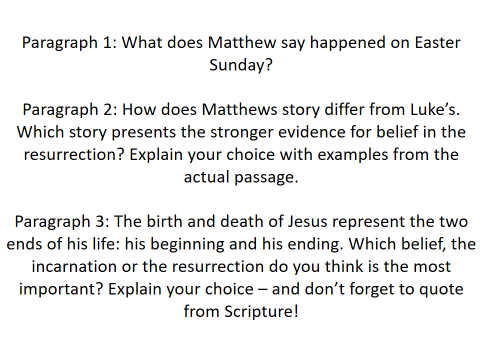 Paragraph 1: What does Matthew say happened on Easter
Sunday?
Paragraph 2: How does Matthews story differ from Luke's.
Which story presents the stronger evidence for belief in the
resurrection? Explain your choice with examples from the
actual passage.
Paragraph 3: The birth and death of Jesus represent the two
ends of his life: his beginning and his ending. Which belief, the
incarnation or the resurrection do you think is the most
important? Explain your choice – and don't forget to quote
from Scripture!